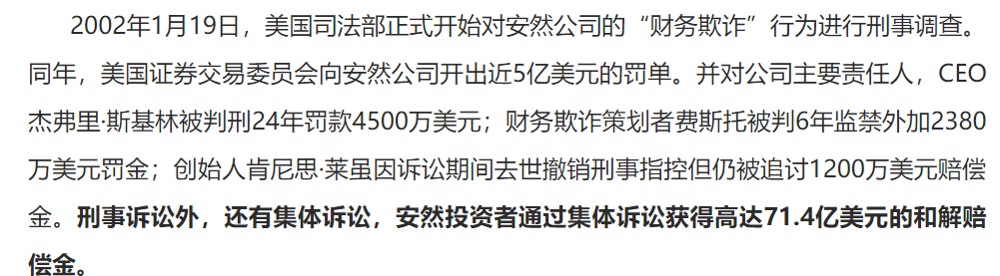 2002年1月19日，美国司法部正式开始对安然公司的“财务欺诈”行为进行刑事调查。
同年，美国证券交易委员会向安然公司开出近5亿美元的罚单。并对公司主要责任人，CEO
杰弗里·斯基林被判刑24年罚款4500万美元；财务欺诈策划者费斯托被判6年监禁外加2380
万美元罚金；创始人肯尼思·莱虽因诉讼期间去世撤销刑事指控但仍被追讨1200万美元赔偿
金。刑事诉讼外，还有集体诉讼，安然投资者通过集体诉讼获得高达71.4亿美元的和解赔
偿金。